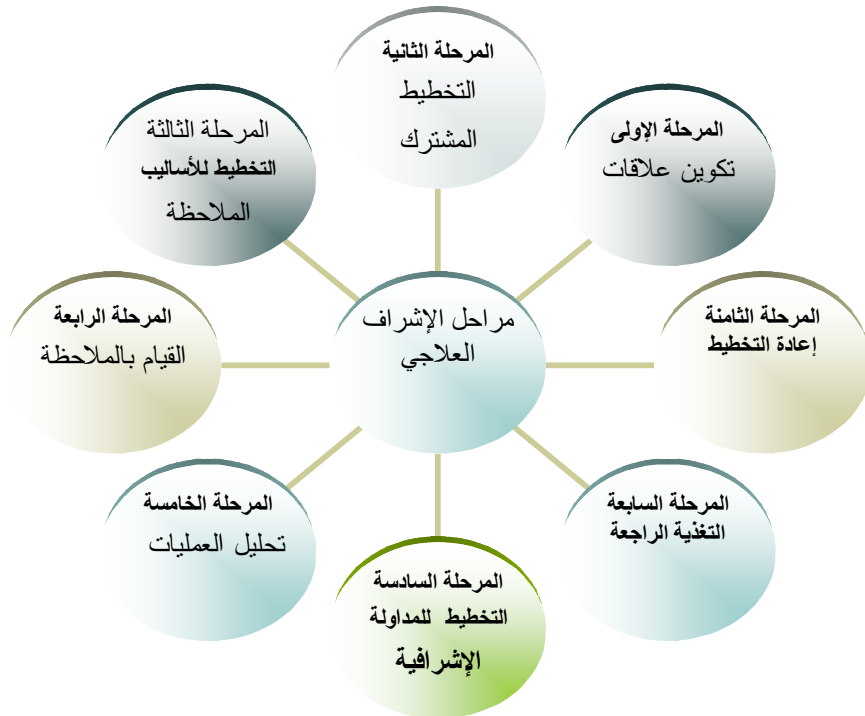 مراحل الإشراف
العلاجي
المرحلة الإولى
تكوين علاقات
المرحلة الثانية
التخطيط
المشترك
المرحلة الثالثة
التخطيط للأساليب
الملاحظة
المرحلة الرابعة
القيام بالملاحظة
المرحلة الخامسة
تحليل العمليات
المرحلة السادسة
التخطيط للمداولة
الإشرافية
المرحلة السابعة
التغذية الراجعة
المرحلة الثامنة
إعادة التخطيط